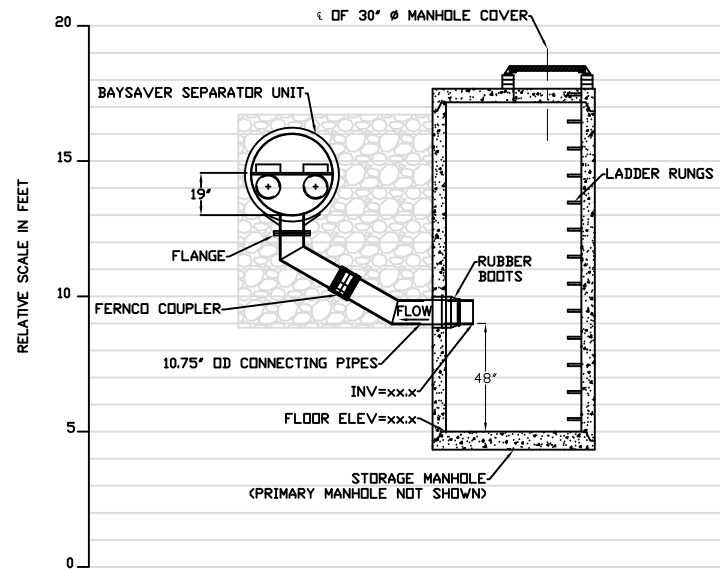 ℄ OF 30" Ø MANHOLE COVER
20
BAYSAVER SEPARATOR UNIT
15
LADDER RUNGS
19"
RELATIVE SCALE IN FEET
FLANGE
RUBBER
BOOTS
10
FERNCO COUPLER
FLOW
10.75" OD CONNECTING PIPES
48"
INV=xx.x
FLOOR ELEV=xx.x
5
STORAGE MANHOLE
(PRIMARY MANHOLE NOT SHOWN)
0